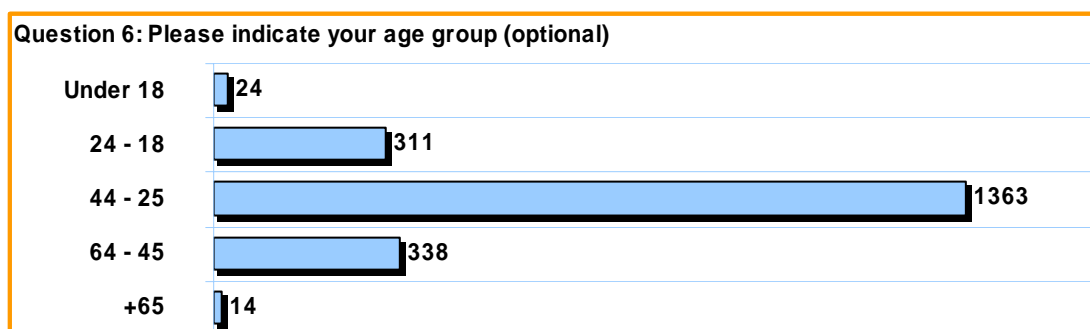 Question 6: Please indicate your age group (optional)
Under 18 24
24 - 18 311
44 - 25 1363
64 - 45 338
+65 14